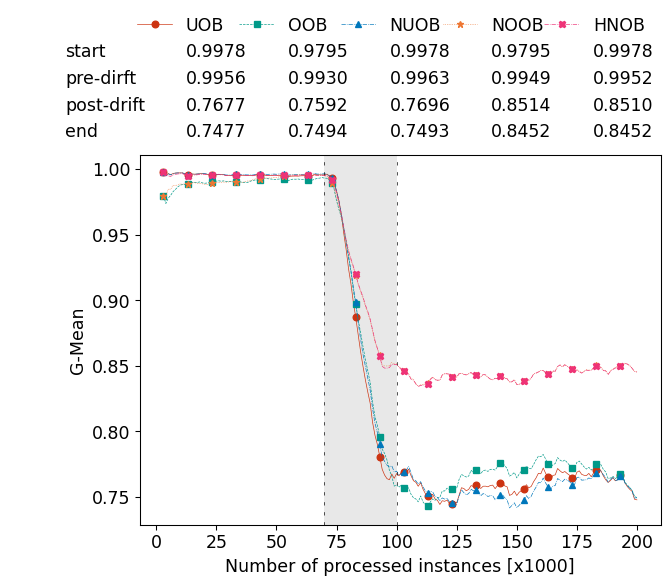 UOB OOB NUOB NOOB HNOB
start 0.9978 0.9795 0.9978 0.9795 0.9978
pre-dirft 0.9956 0.9930 0.9963 0.9949 0.9952
post-drift 0.7677 0.7592 0.7696 0.8514 0.8510
end 0.7477 0.7494 0.7493 0.8452 0.8452
1.00
0.95
0.90
0.85
0.80
0.75
G-Mean
0 25 50 75 100 125 150 175 200
Number of processed instances [x1000]